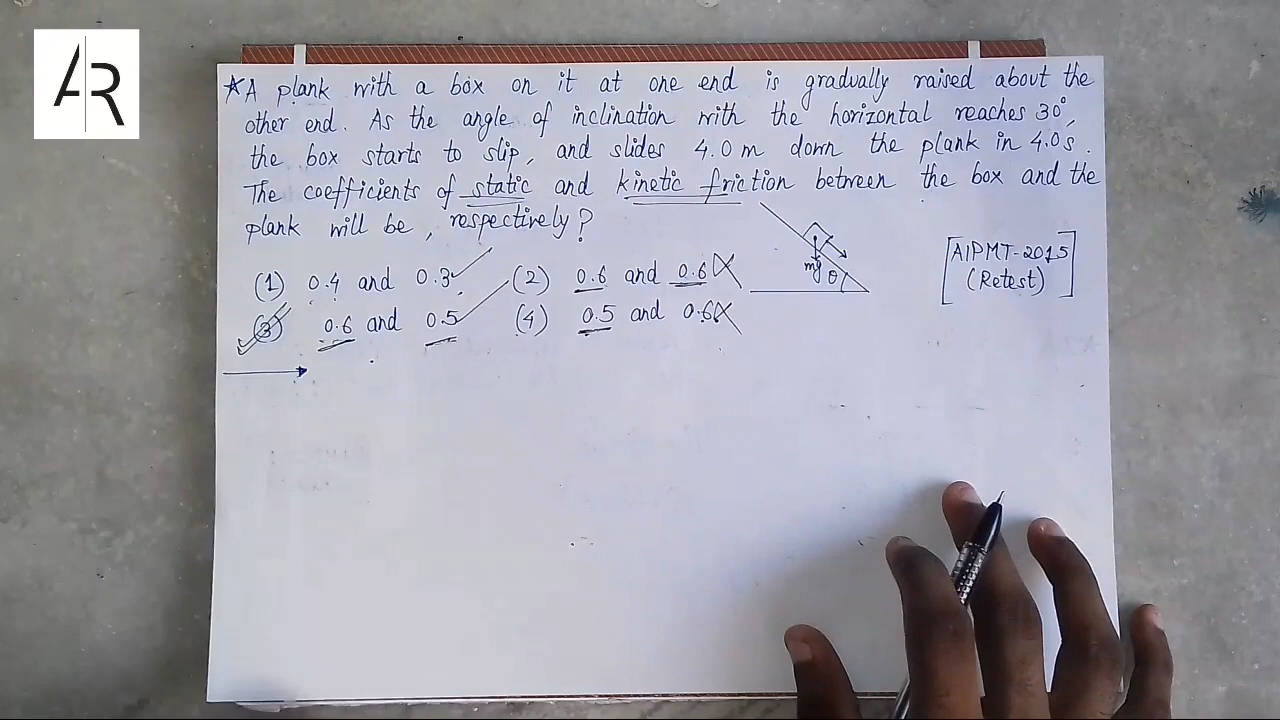 AR
★A plank with a box on it at one end is gradually raised about the
other end. As the angle of inclination with the horizontal reaches 30°,
the box starts to slip, and slides 4.0 m down the plank in 4.0 s.
The coefficients of static and kinetic friction between the box and the
plank will be, respectively?
(1) 0.4 and 0.3 (2) 0.6 and 0.6
(3) 0.6 and 0.5 (4) 0.5 and 0.6
mg θ
[AIPMT-2015
(Retest)]